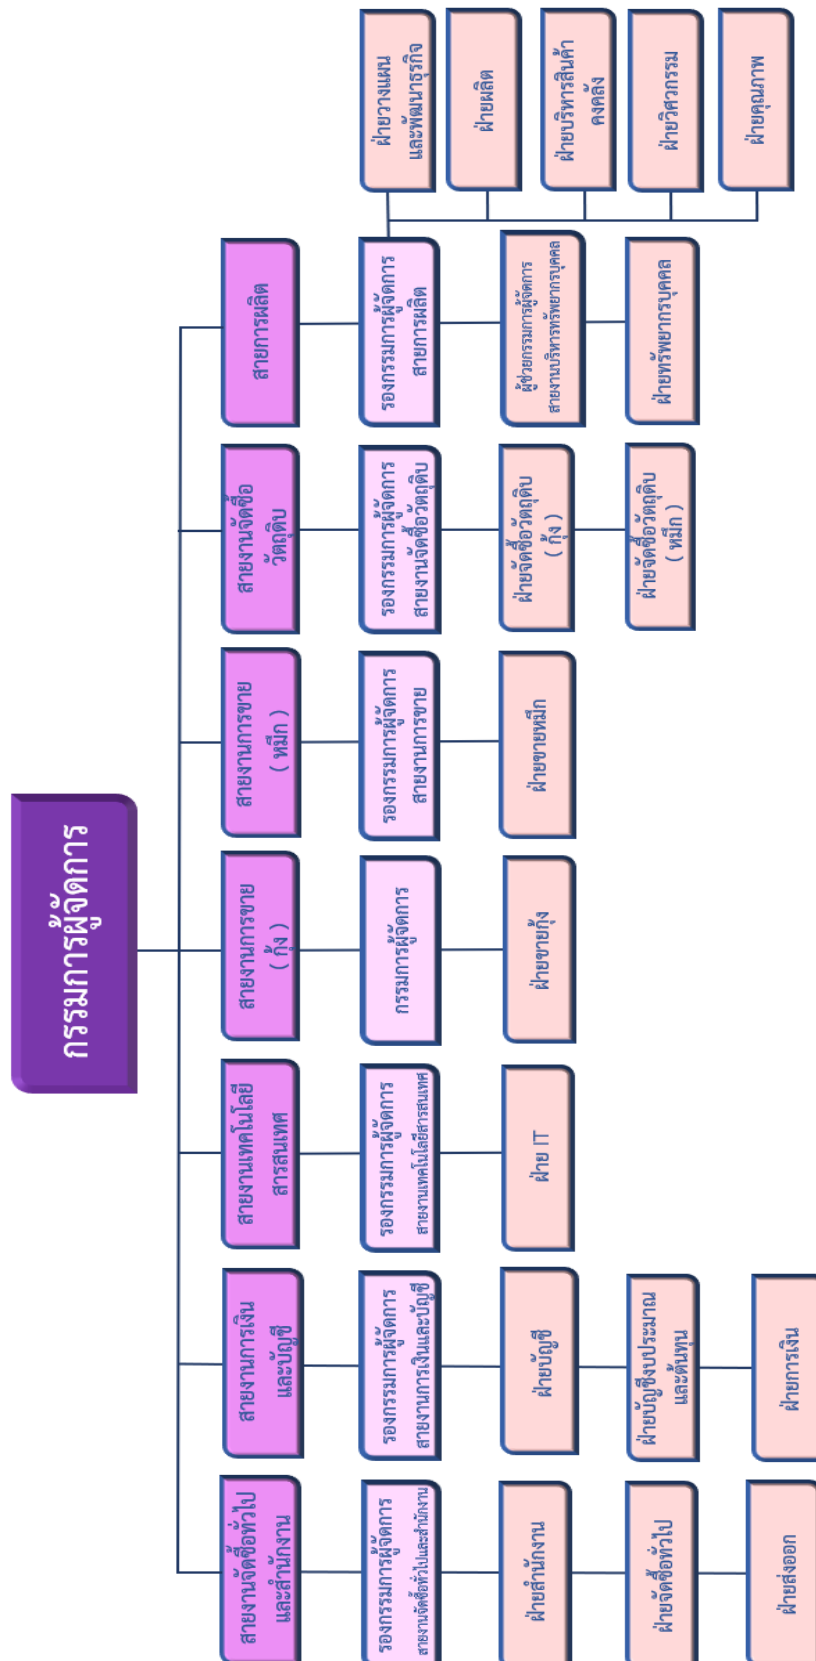 กรรมการผู้จัดการ
สายงานจัดซื้อทั่วไป
และสำนักงาน
สายงานการเงิน
และบัญชี
สายงานเทคโนโลยี
สารสนเทศ
สายงานการขาย
( กุ้ง )
สายงานการขาย
( หมึก )
สายงานจัดซื้อ
วัตถุดิบ
สายการผลิต
รองกรรมการผู้จัดการ
สายงานจัดซื้อทั่วไปและสำนักงาน
รองกรรมการผู้จัดการ
สายงานการเงินและบัญชี
รองกรรมการผู้จัดการ
สายงานเทคโนโลยีสารสนเทศ
กรรมการผู้จัดการ
รองกรรมการผู้จัดการ
สายงานการขาย
รองกรรมการผู้จัดการ
สายงานจัดซื้อวัตถุดิบ
รองกรรมการผู้จัดการ
สายการผลิต
ฝ่ายวางแผน
และพัฒนาธุรกิจ
ฝ่ายผลิต
ฝ่ายบริหารสินค้า
คงคลัง
ฝ่ายวิศวกรรม
ฝ่ายคุณภาพ
ฝ่ายสำนักงาน
ฝ่ายบัญชี
ฝ่าย IT
ฝ่ายขายกุ้ง
ฝ่ายขายหมึก
ฝ่ายจัดซื้อวัตถุดิบ
( กุ้ง )
ผู้ช่วยกรรมการผู้จัดการ
สายงานบริหารทรัพยากรบุคคล
ฝ่ายจัดซื้อทั่วไป
ฝ่ายบัญชีงบประมาณ
และต้นทุน
ฝ่ายจัดซื้อวัตถุดิบ
( หมึก )
ฝ่ายทรัพยากรบุคคล
ฝ่ายส่งออก
ฝ่ายการเงิน